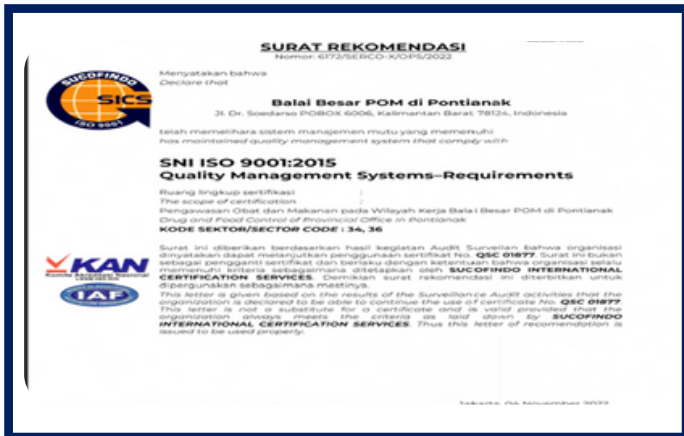 SURAT REKOMENDASI
Nomor: 6172/SERCO-X/OPS/2022
SUCOFINDO
SICS
ISO 9001
Menyatakan bahwa
Declare that
Balai Besar POM di Pontianak
Jl. Dr. Soedarso POBOX 6006, Kalimantan Barat 78124, Indonesia
telah memelihara sistem manajemen mutu yang memenuhi
has maintained quality management system that comply with
SNI ISO 9001:2015
Quality Management Systems–Requirements
Ruang lingkup sertifikasi :
The scope of certification :
Pengawasan Obat dan Makanan pada Wilayah Kerja Balai Besar POM di Pontianak
Drug and Food Control of Provincial Office in Pontianak
KODE SEKTOR/SECTOR CODE : 34, 36
KAN
Komite Akreditasi Nasional
IAF
Surat ini diberikan berdasarkan hasil kegiatan Audit Survailen bahwa organisasi
dinyatakan dapat melanjutkan penggunaan sertifikat No. QSC 01877. Surat ini bukan
sebagai pengganti sertifikat dan berlaku dengan ketentuan bahwa organisasi selalu
memenuhi kriteria sebagaimana ditetapkan oleh SUCOFINDO INTERNATIONAL
CERTIFICATION SERVICES. Demikian surat rekomendasi ini diterbitkan untuk
dipergunakan sebagaimana mestinya.
This letter is given based on the results of the Surveillance Audit activities that the
organization is declared to be able to continue the use of certificate No. QSC 01877.
This letter is not a substitute for a certificate and is valid provided that the
organization always meets the criteria as laid down by SUCOFINDO
INTERNATIONAL CERTIFICATION SERVICES. Thus this letter of recomendation is
issued to be used properly.
Jakarta, 04 November 2022